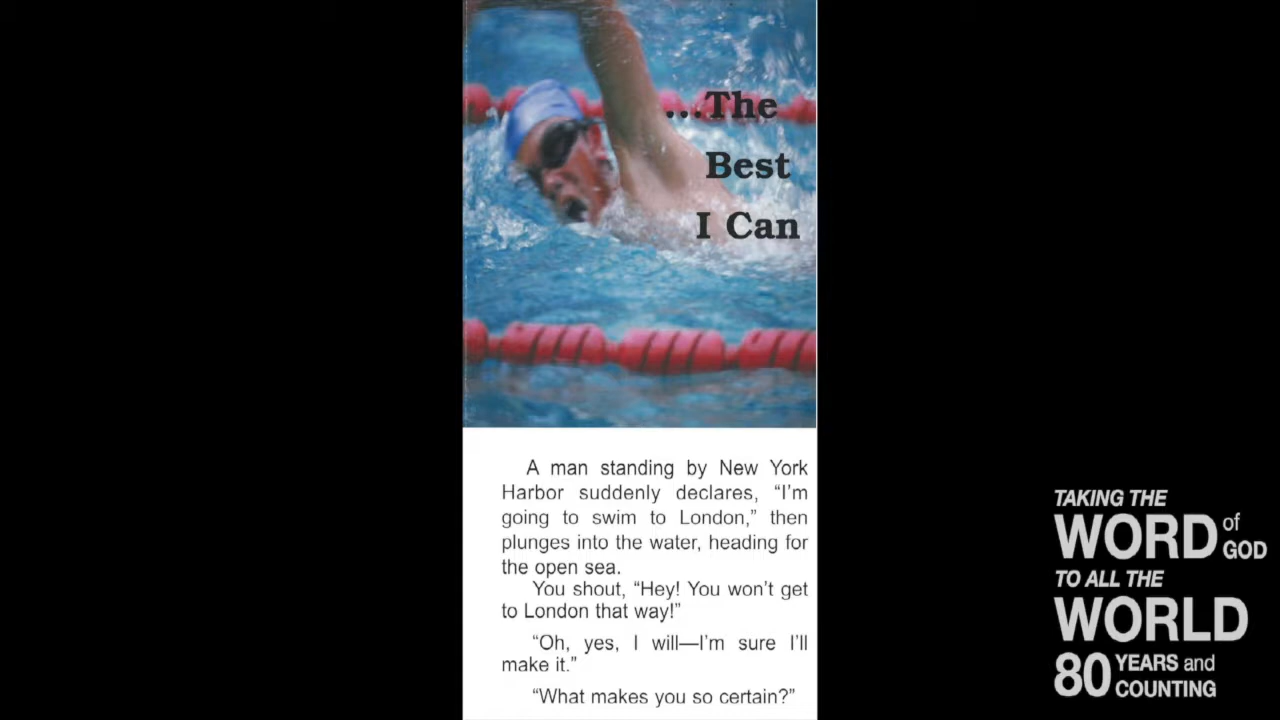 ...The
Best
I Can
A man standing by New York
Harbor suddenly declares, “I’m
going to swim to London,” then
plunges into the water, heading for
the open sea.
You shout, “Hey! You won’t get
to London that way!”
“Oh, yes, I will—I’m sure I’ll
make it.”
“What makes you so certain?”
TAKING THE
WORD of GOD
TO ALL THE
WORLD
80 YEARS and
COUNTING